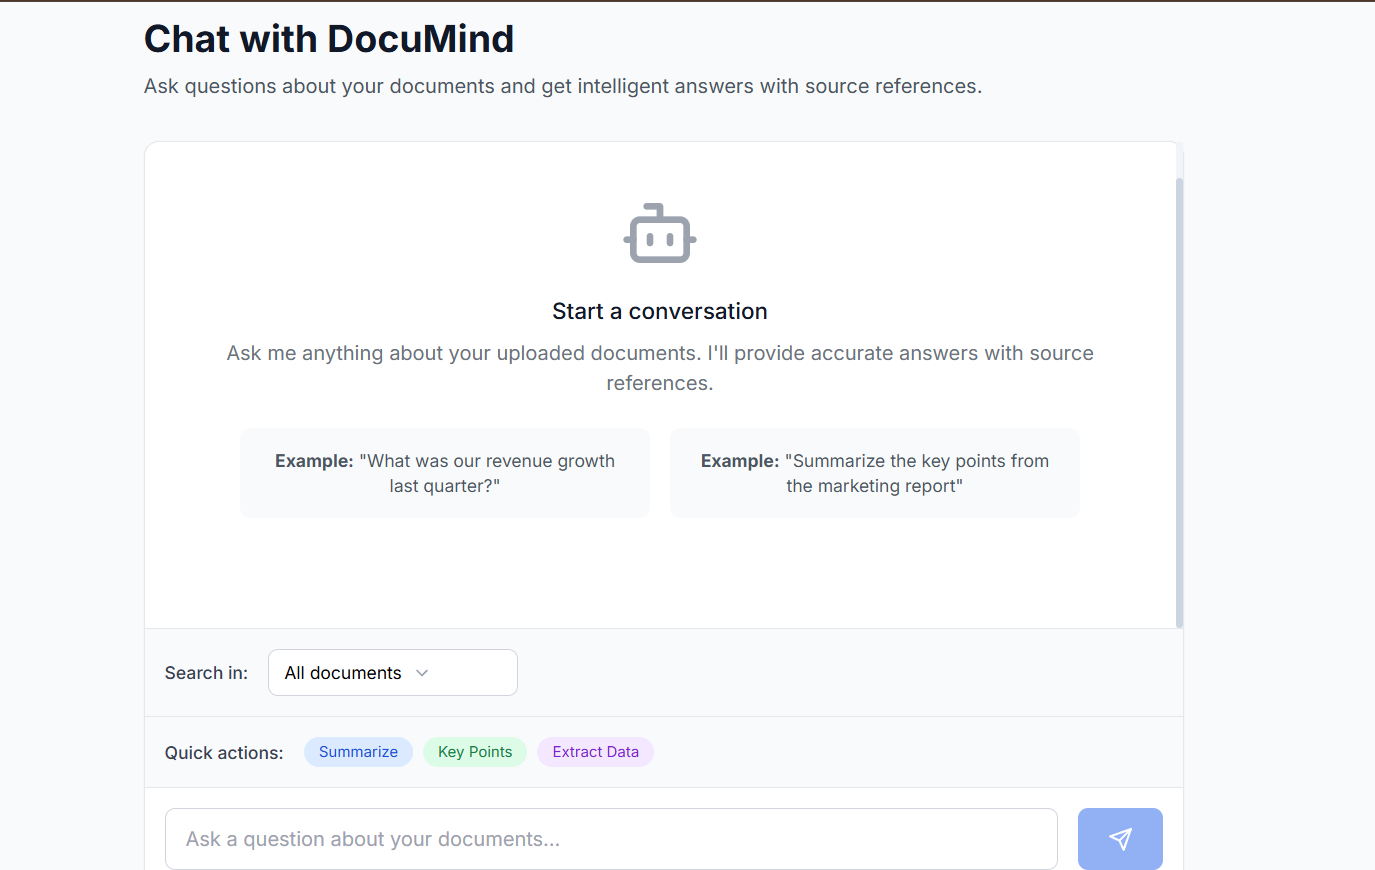 Chat with DocuMind
Ask questions about your documents and get intelligent answers with source references.
Start a conversation
Ask me anything about your uploaded documents. I'll provide accurate answers with source
references.
Example: "What was our revenue growth
last quarter?"
Example: "Summarize the key points from
the marketing report"
Search in:
All documents
Quick actions:
Summarize
Key Points
Extract Data
Ask a question about your documents...